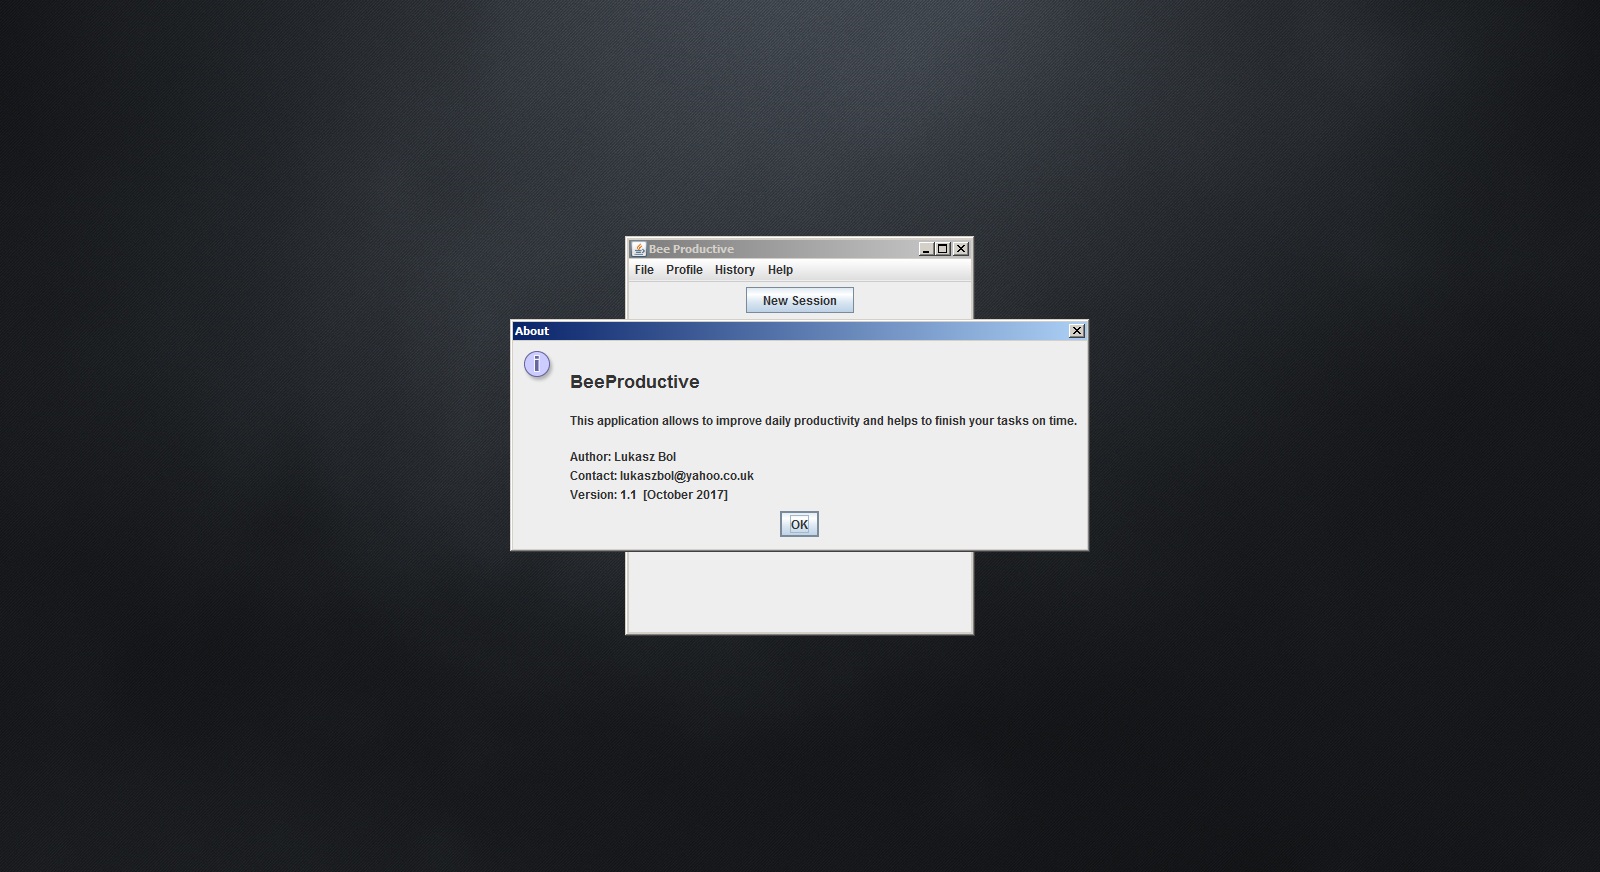 Bee Productive
File Profile History Help
New Session
About
i
BeeProductive
This application allows to improve daily productivity and helps to finish your tasks on time.
Author: Lukasz Bol
Contact: lukaszbol@yahoo.co.uk
Version: 1.1 [October 2017]
OK